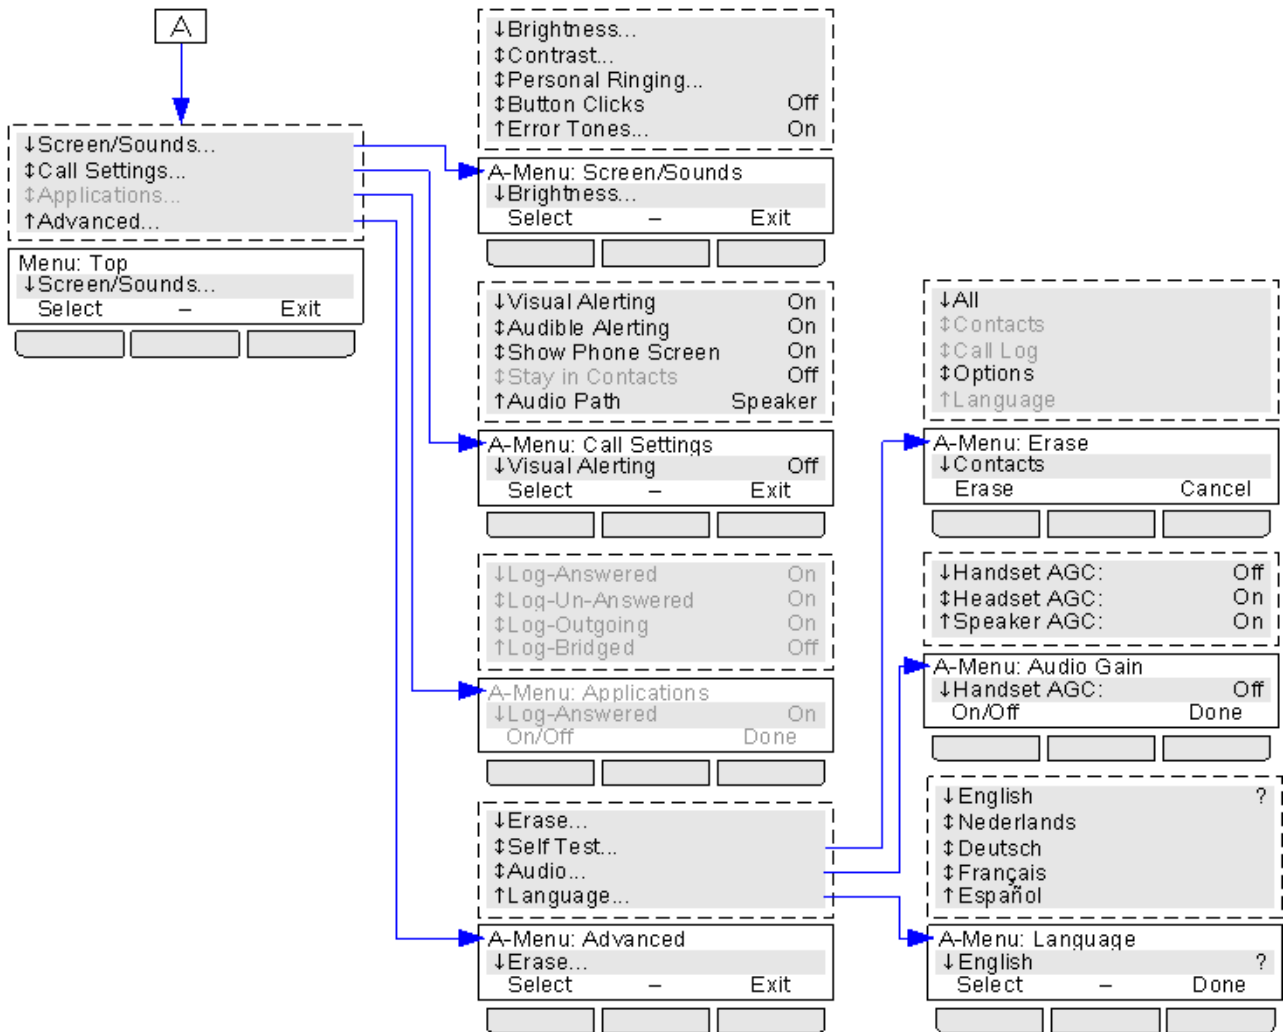 A
↓Screen/Sounds...
↕Call Settings...
↕Applications...
↑Advanced...
Menu: Top
↓Screen/Sounds...
Select – Exit
↓Brightness...
↕Contrast...
↕Personal Ringing...
↕Button Clicks Off
↑Error Tones... On
A-Menu: Screen/Sounds
↓Brightness...
Select – Exit
↓Visual Alerting On
↕Audible Alerting On
↕Show Phone Screen On
↕Stay in Contacts Off
↑Audio Path Speaker
A-Menu: Call Settings
↓Visual Alerting Off
Select – Exit
↓Log-Answered On
↕Log-Un-Answered On
↕Log-Outgoing On
↑Log-Bridged Off
A-Menu: Applications
↓Log-Answered On
On/Off Done
↓Erase...
↕Self Test...
↕Audio...
↑Language...
A-Menu: Advanced
↓Erase...
Select – Exit
↓All
↕Contacts
↕Call Log
↕Options
↑Language
A-Menu: Erase
↓Contacts
Erase Cancel
↓Handset AGC: Off
↕Headset AGC: On
↑Speaker AGC: On
A-Menu: Audio Gain
↓Handset AGC: Off
On/Off Done
↓English ?
↕Nederlands
↕Deutsch
↕Français
↑Español
A-Menu: Language
↓English ?
Select – Done